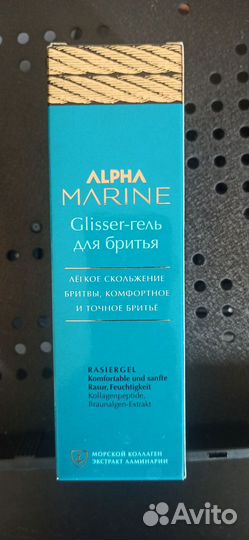 ALPHA
MARINE
Glisser-гель
для бритья
ЛЁГКОЕ СКОЛЬЖЕНИЕ
БРИТВЫ, КОМФОРТНОЕ
И ТОЧНОЕ БРИТЬЕ
RASIERGEL
Komfortable und sanfte
Rasur, Feuchtigkeit
Kollagenpeptide,
Braunalgen-Extrakt
МОРСКОЙ КОЛЛАГЕН
ЭКСТРАКТ ЛАМИНАРИИ
Avito